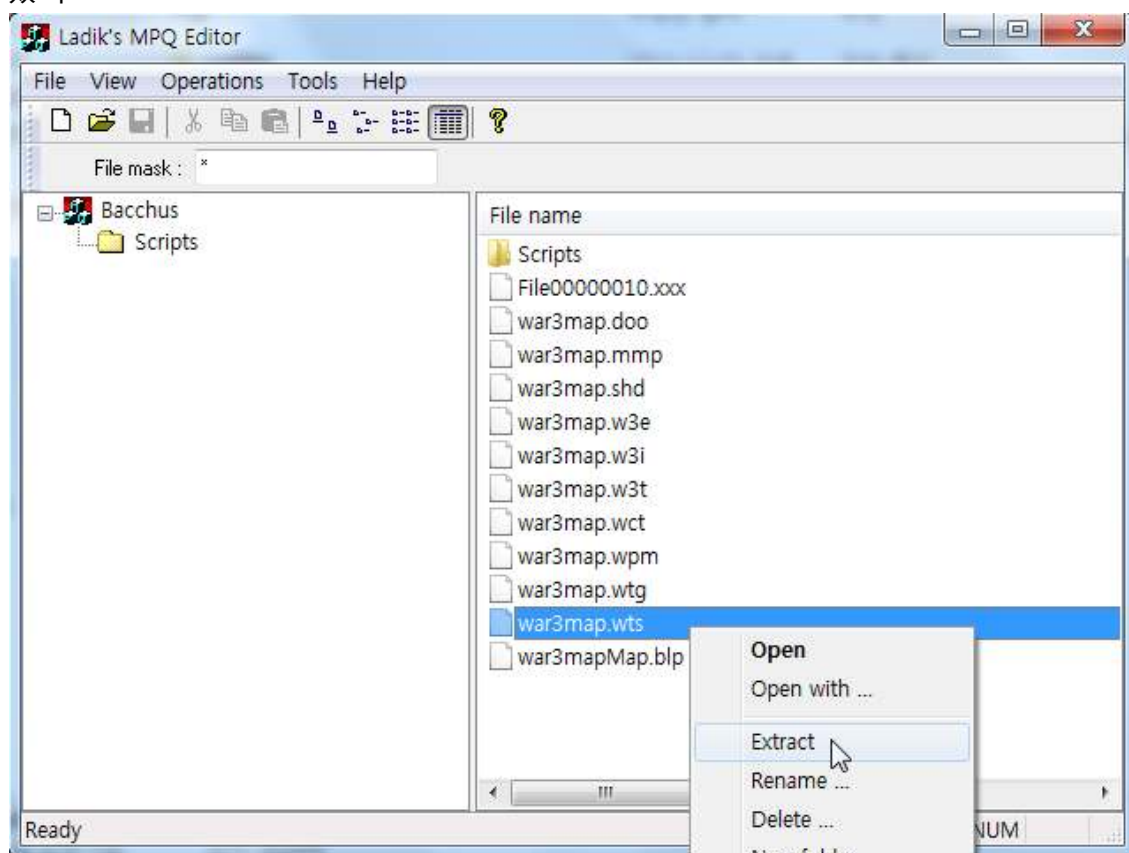 Ladik's MPQ Editor
File View Operations Tools Help
File mask : *
Bacchus
Scripts
File name
Scripts
File00000010.xxx
war3map.doo
war3map.mmp
war3map.shd
war3map.w3e
war3map.w3i
war3map.w3t
war3map.wct
war3map.wpm
war3map.wtg
war3map.wts
war3mapMap.blp
Open
Open with ...
Extract
Rename ...
Delete ...
Ready
NUM